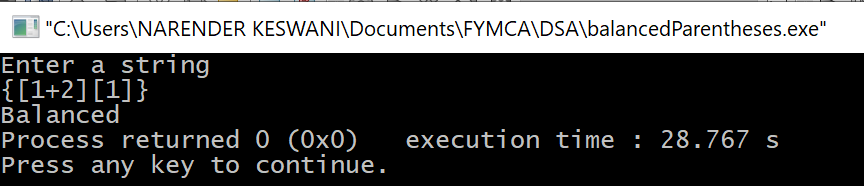 "C:\Users\NARENDER KESWANI\Documents\FYMCA\DSA\balancedParentheses.exe"
Enter a string
{[1+2][1]}
Balanced
Process returned 0 (0x0)   execution time : 28.767 s
Press any key to continue.